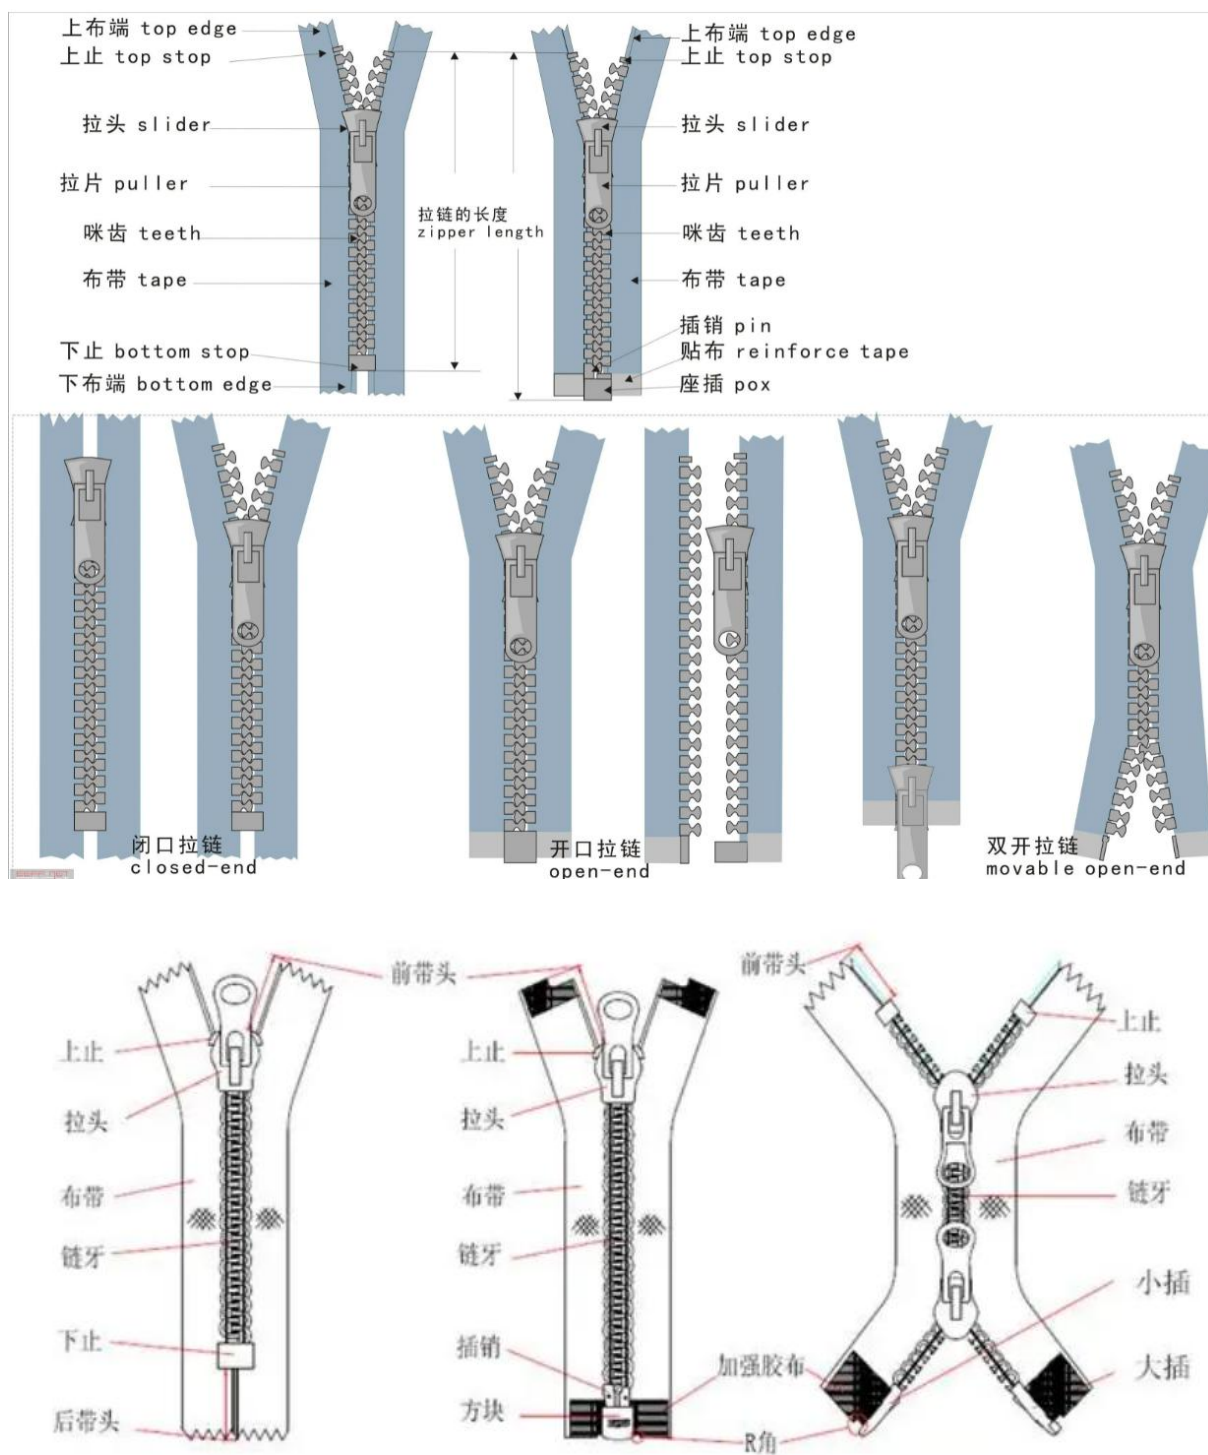 上布端 top edge
上止 top stop
拉头 slider
拉片 puller
咪齿 teeth
布带 tape
下止 bottom stop
下布端 bottom edge
拉链的长度
zipper length
上布端 top edge
上止 top stop
拉头 slider
拉片 puller
咪齿 teeth
布带 tape
插销 pin
贴布 reinforce tape
座插 pox
闭口拉链
closed-end
开口拉链
open-end
双开拉链
movable open-end
前带头
上止
拉头
布带
链牙
下止
后带头
上止
拉头
布带
链牙
插销
方块
加强胶布
R角
前带头
上止
拉头
布带
链牙
小插
大插